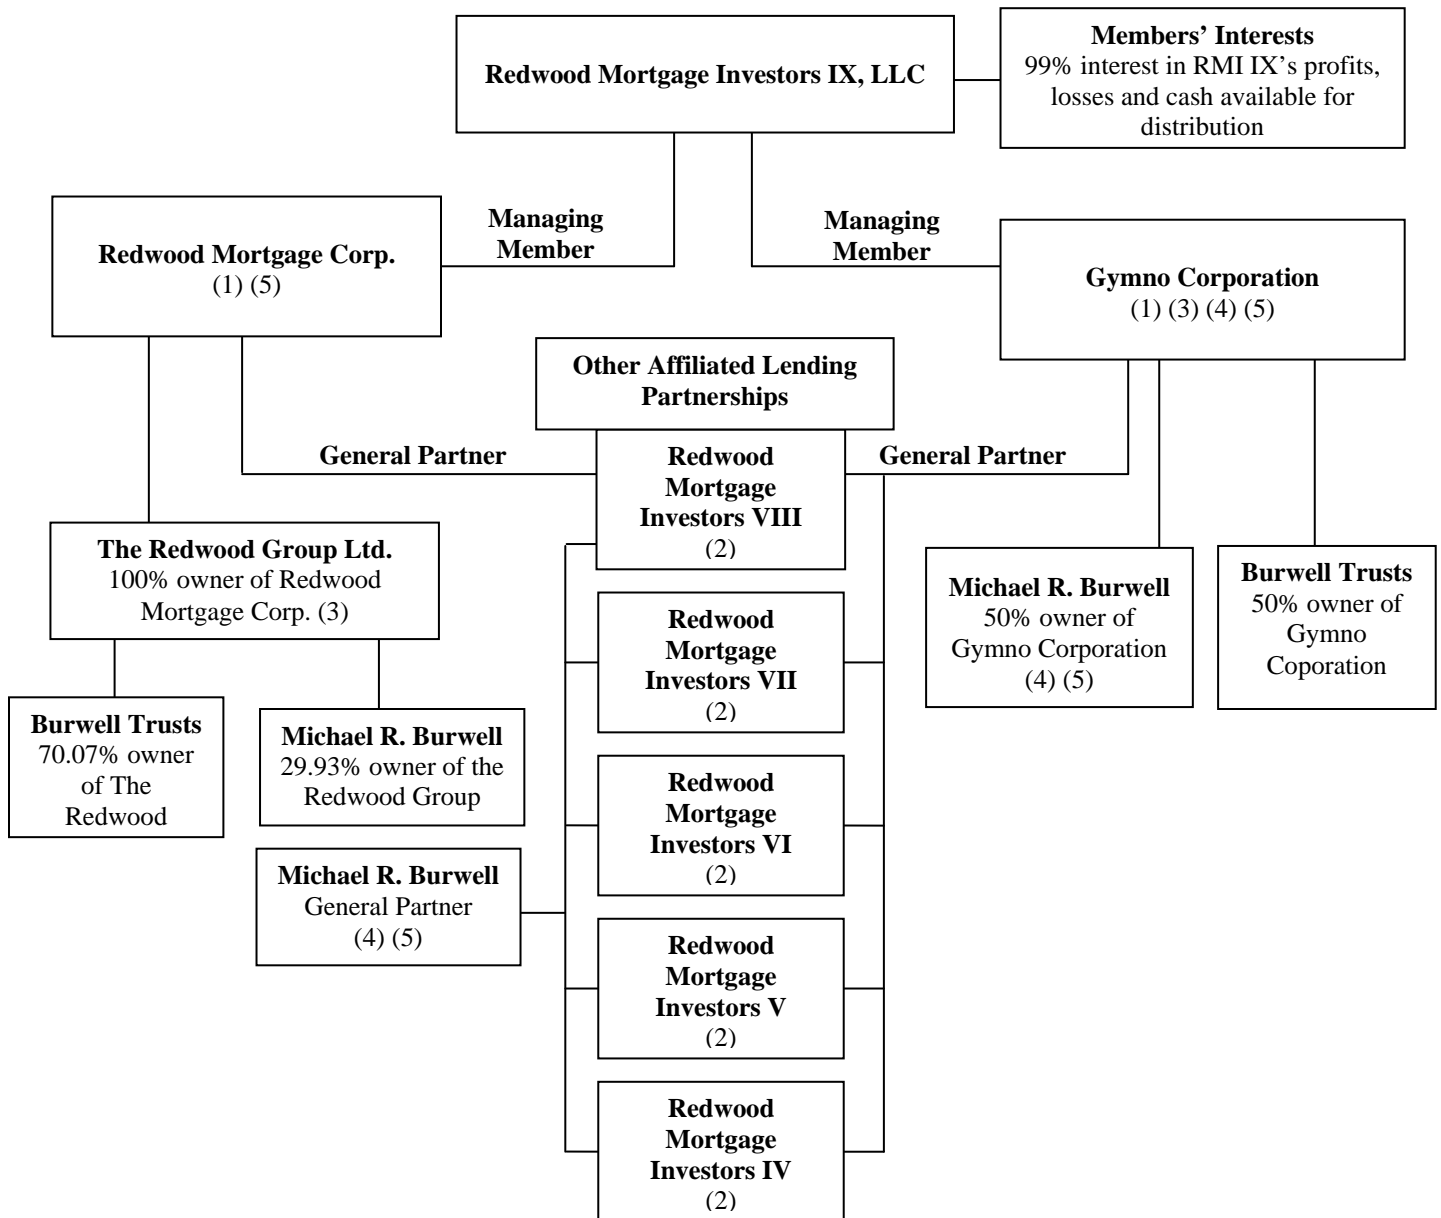 Redwood Mortgage Investors IX, LLC
Members’ Interests
99% interest in RMI IX’s profits,
losses and cash available for
distribution
Managing
Member
Managing
Member
Redwood Mortgage Corp.
(1) (5)
Gymno Corporation
(1) (3) (4) (5)
Other Affiliated Lending
Partnerships
General Partner
Redwood
Mortgage
Investors VIII
(2)
General Partner
The Redwood Group Ltd.
100% owner of Redwood
Mortgage Corp. (3)
Michael R. Burwell
50% owner of
Gymno Corporation
(4) (5)
Burwell Trusts
50% owner of
Gymno
Coporation
Redwood
Mortgage
Investors VII
(2)
Burwell Trusts
70.07% owner
of The
Redwood
Michael R. Burwell
29.93% owner of the
Redwood Group
Redwood
Mortgage
Investors VI
(2)
Michael R. Burwell
General Partner
(4) (5)
Redwood
Mortgage
Investors V
(2)
Redwood
Mortgage
Investors IV
(2)